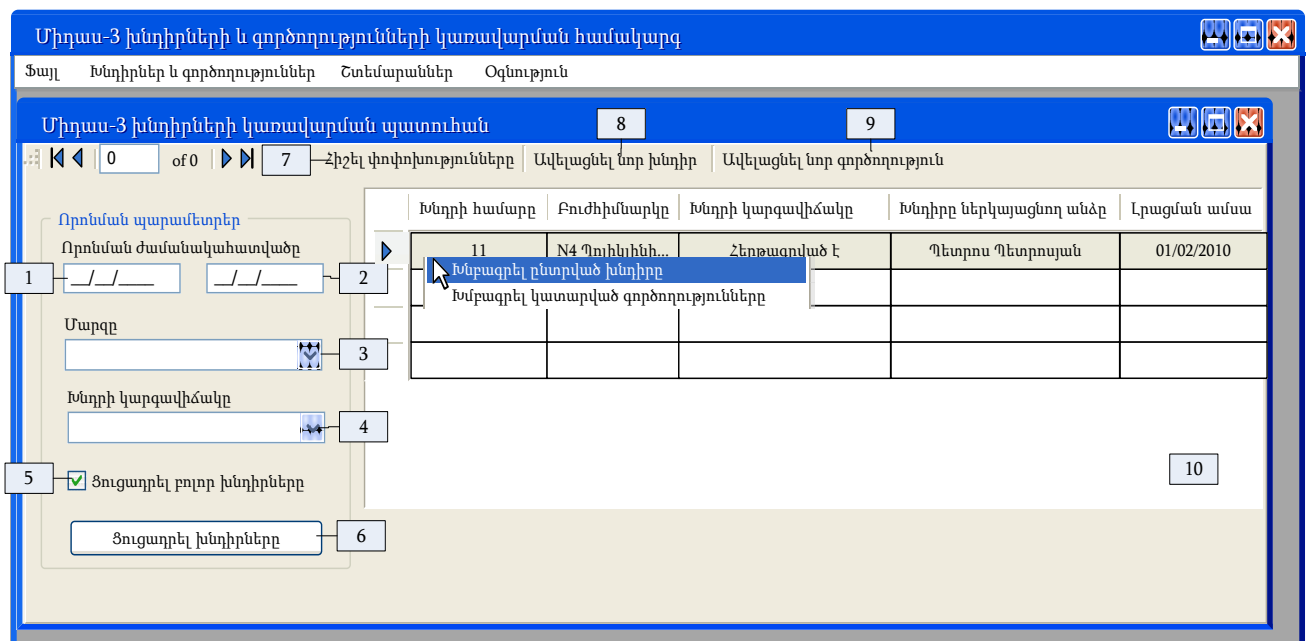 Միդաս-3 խնդիրների և գործողությունների կառավարման համակարգ
Ֆայլ Խնդիրներ և գործողություններ Շտեմարաններ Օգնություն
Միդաս-3 խնդիրների կառավարման պատուհան
8
9
0 of 0 7 Հիշել փոփոխությունները Ավելացնել նոր խնդիր Ավելացնել նոր գործողություն
Խնդրի համարը Բուժհիմնարկը Խնդրի կարգավիճակը Խնդիրը ներկայացնող անձը Լրացման ամսա
Որոնման պարամետրեր
Որոնման ժամանակահատվածը
11 N4 Պոլիկլինի... Հերթագրված է Պետրոս Պետրոսյան 01/02/2010
1 __/__/____ __/__/____ 2
Խնբագրել ընտրված խնդիրը
Խմբագրել կատարված գործողությունները
Մարզը
3
Խնդրի կարգավիճակը
4
10
5 Ցուցադրել բոլոր խնդիրները
Ցուցադրել խնդիրները 6